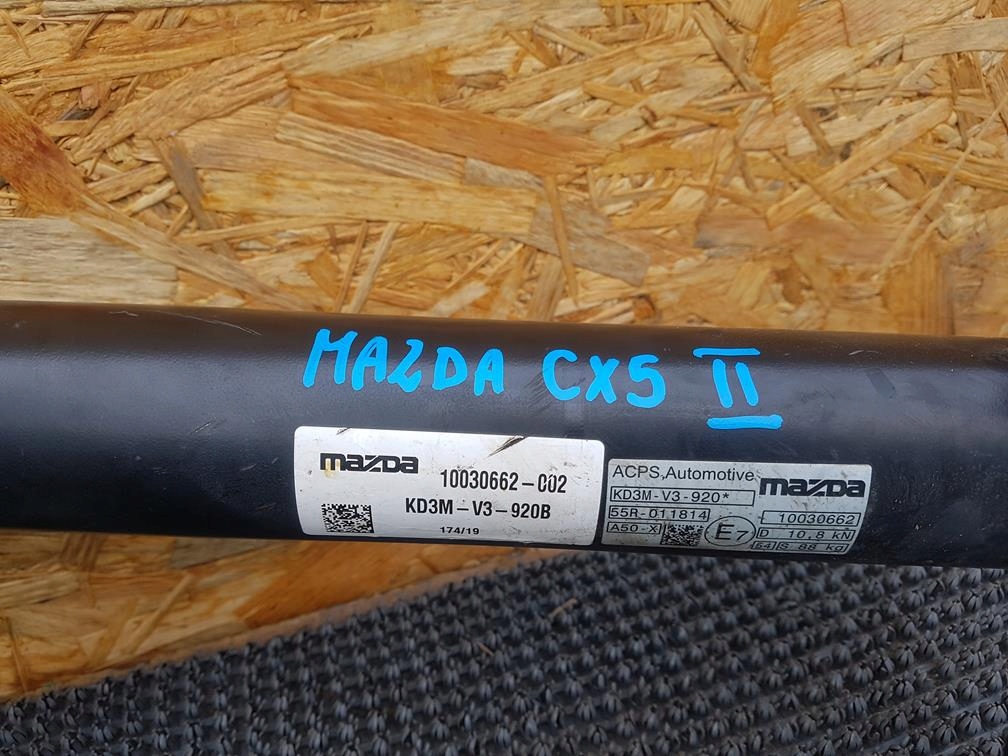 MAZDA CX5 II
mazda 10030662-002
KD3M-V3-920B
174/19
ACPS,Automotive mazda
KD3M-V3-920*
55R-011814 10030662
A50-X E7 D 10,8 kN
54 S 88 kg